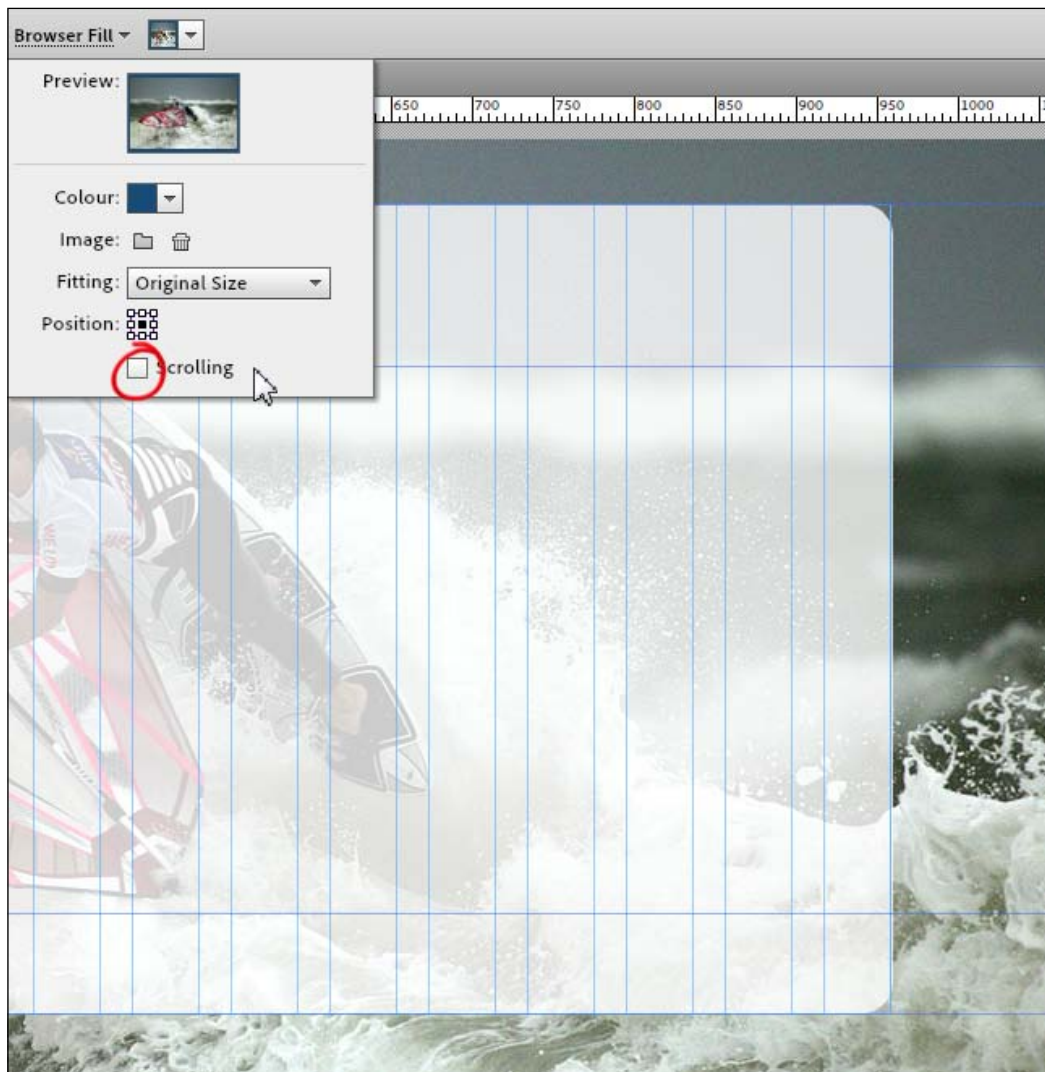 Browser Fill
Preview:
650 700 750 800 850 900 950 1000
Colour:
Image:
Fitting: Original Size
Position:
Scrolling